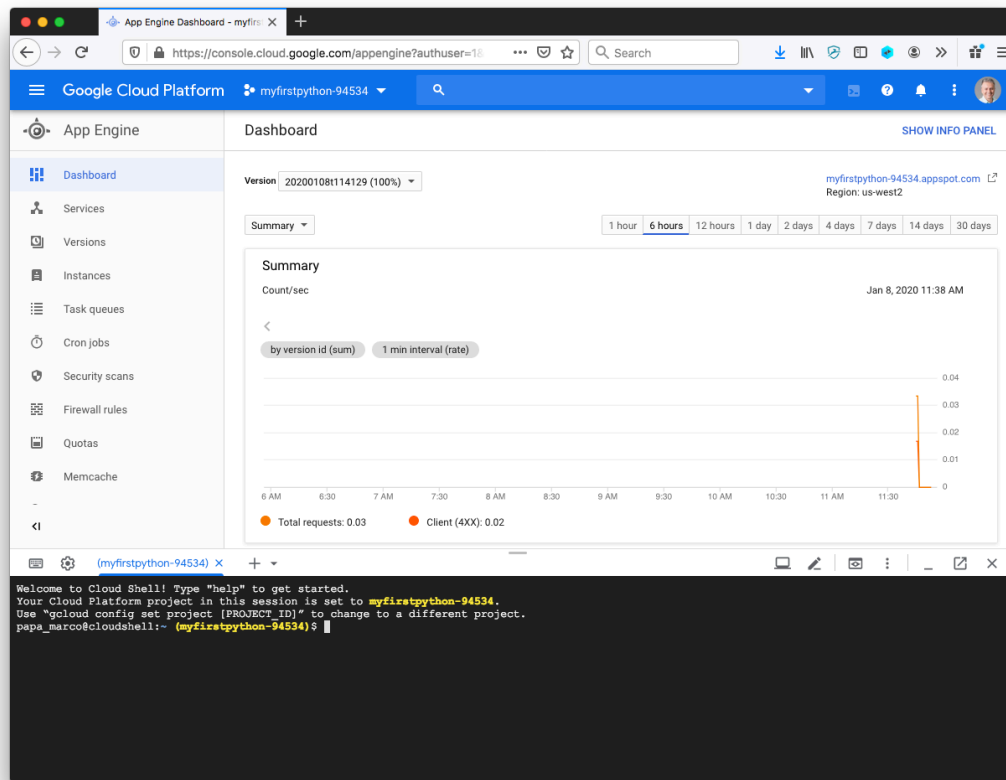 App Engine Dashboard - myfirs
https://console.cloud.google.com/appengine?authuser=1&
Search
Google Cloud Platform
myfirstpython-94534
App Engine
Dashboard
SHOW INFO PANEL
Dashboard
Services
Versions
Instances
Task queues
Cron jobs
Security scans
Firewall rules
Quotas
Memcache
Version
20200108t114129 (100%)
myfirstpython-94534.appspot.com
Region: us-west2
Summary
1 hour 6 hours 12 hours 1 day 2 days 4 days 7 days 14 days 30 days
Summary
Count/sec
Jan 8, 2020 11:38 AM
by version id (sum)
1 min interval (rate)
0.04
0.03
0.02
0.01
0
6 AM 6:30 7 AM 7:30 8 AM 8:30 9 AM 9:30 10 AM 10:30 11 AM 11:30
Total requests: 0.03
Client (4XX): 0.02
(myfirstpython-94534)
Welcome to Cloud Shell! Type "help" to get started.
Your Cloud Platform project in this session is set to myfirstpython-94534.
Use “gcloud config set project [PROJECT_ID]” to change to a different project.
papa_marco@cloudshell:~ (myfirstpython-94534)$